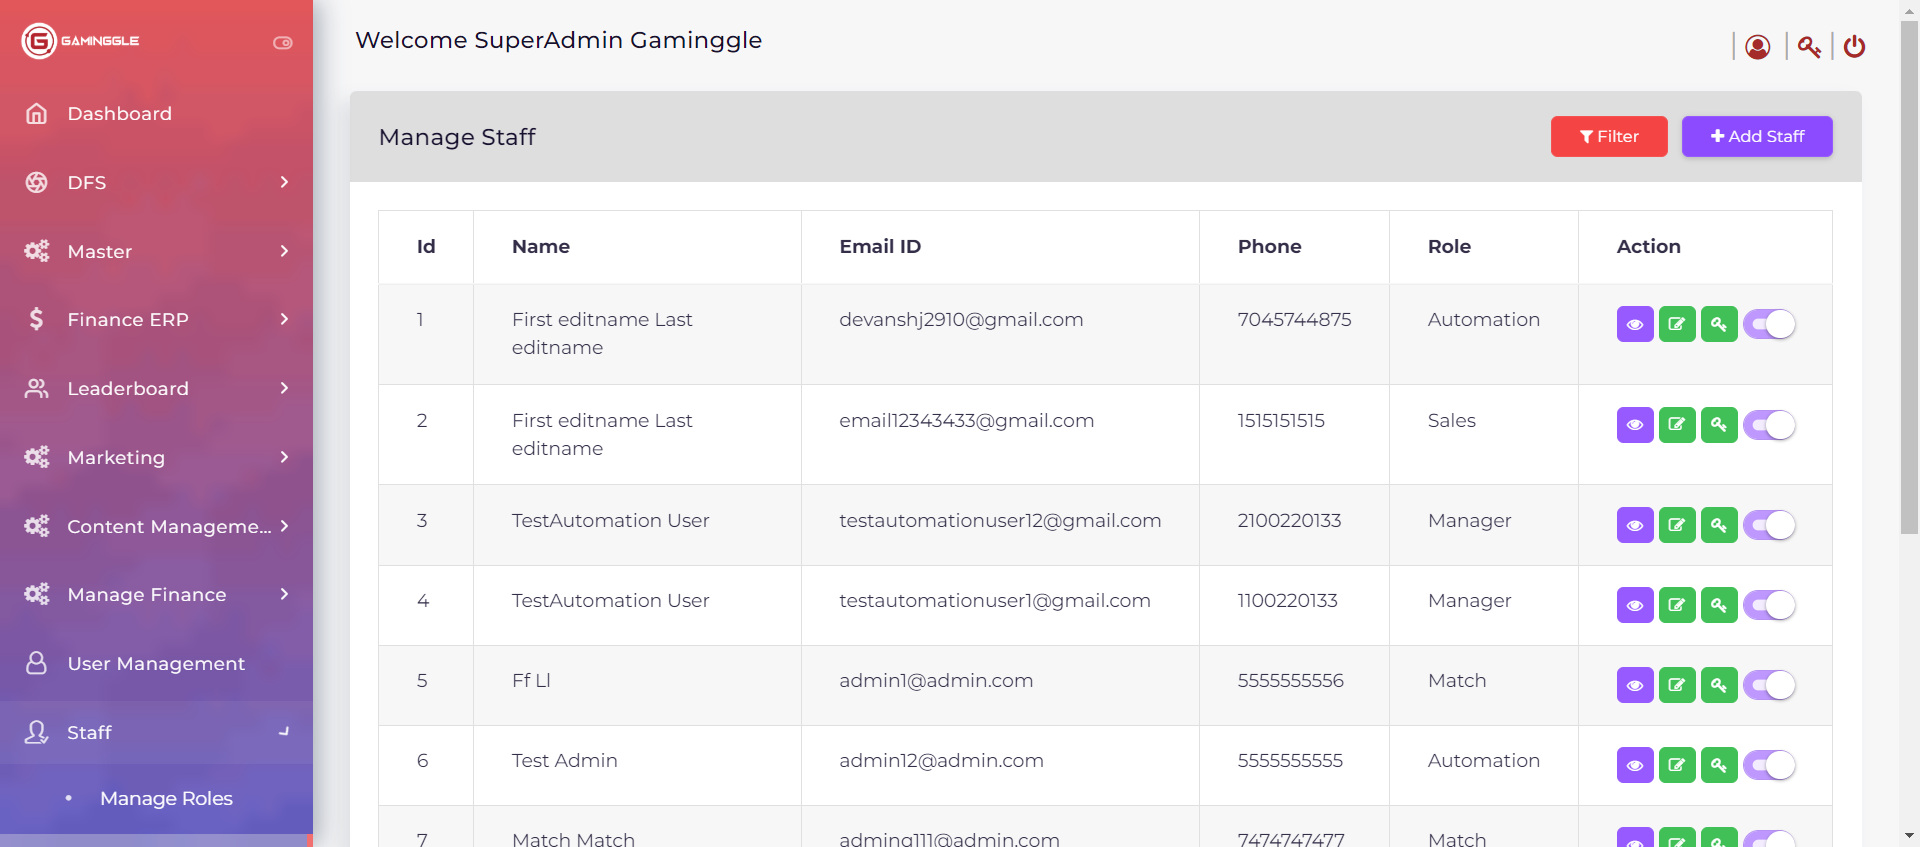 GAMINGGLE
Welcome SuperAdmin Gaminggle
Dashboard
DFS
Master
Finance ERP
Leaderboard
Marketing
Content Manageme...
Manage Finance
User Management
Staff
• Manage Roles
Manage Staff
Filter
Add Staff
Id Name Email ID Phone Role Action
1 First editname Last devanshj2910@gmail.com 7045744875 Automation
editname
2 First editname Last email12343433@gmail.com 1515151515 Sales
editname
3 TestAutomation User testautomationuser12@gmail.com 2100220133 Manager
4 TestAutomation User testautomationuser1@gmail.com 1100220133 Manager
5 Ff Ll admin1@admin.com 5555555556 Match
6 Test Admin admin12@admin.com 5555555555 Automation
7 Match Match 7474747477 Match